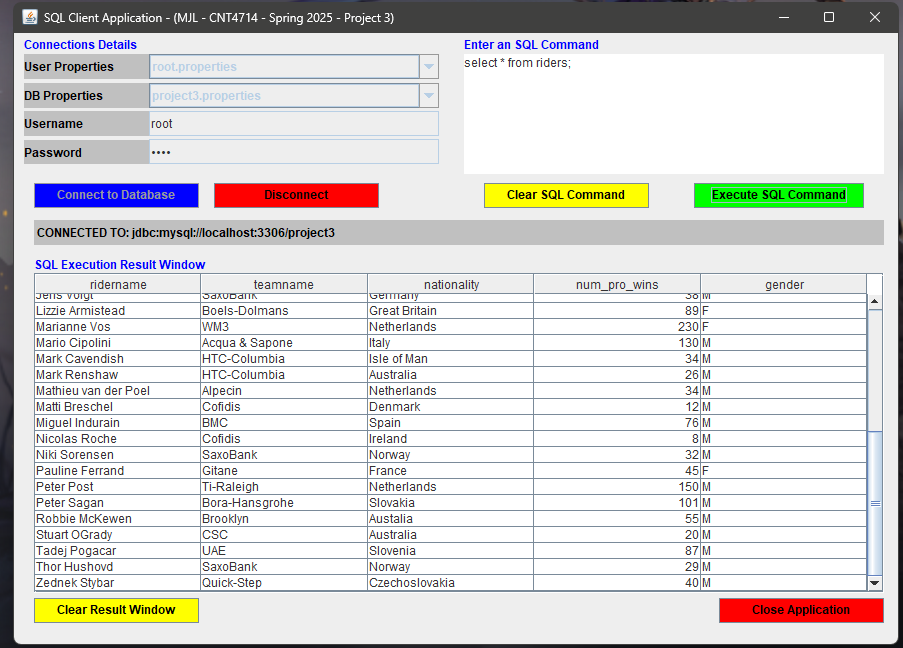 SQL Client Application - (MJL - CNT4714 - Spring 2025 - Project 3)
Connections Details
User Properties root.properties
DB Properties project3.properties
Username root
Password ••••
Connect to Database Disconnect
Enter an SQL Command
select * from riders;
Clear SQL Command Execute SQL Command
CONNECTED TO: jdbc:mysql://localhost:3306/project3
SQL Execution Result Window
ridername teamname nationality num_pro_wins gender
Jens Voigt SaxoBank Germany 38 M
Lizzie Armistead Boels-Dolmans Great Britain 89 F
Marianne Vos WM3 Netherlands 230 F
Mario Cipolini Acqua & Sapone Italy 130 M
Mark Cavendish HTC-Columbia Isle of Man 34 M
Mark Renshaw HTC-Columbia Australia 26 M
Mathieu van der Poel Alpecin Netherlands 34 M
Matti Breschel Cofidis Denmark 12 M
Miguel Indurain BMC Spain 76 M
Nicolas Roche Cofidis Ireland 8 M
Niki Sorensen SaxoBank Norway 32 M
Pauline Ferrand Gitane France 45 F
Peter Post Ti-Raleigh Netherlands 150 M
Peter Sagan Bora-Hansgrohe Slovakia 101 M
Robbie McKewen Brooklyn Austalia 55 M
Stuart OGrady CSC Australia 20 M
Tadej Pogacar UAE Slovenia 87 M
Thor Hushovd SaxoBank Norway 29 M
Zednek Stybar Quick-Step Czechoslovakia 40 M
Clear Result Window Close Application